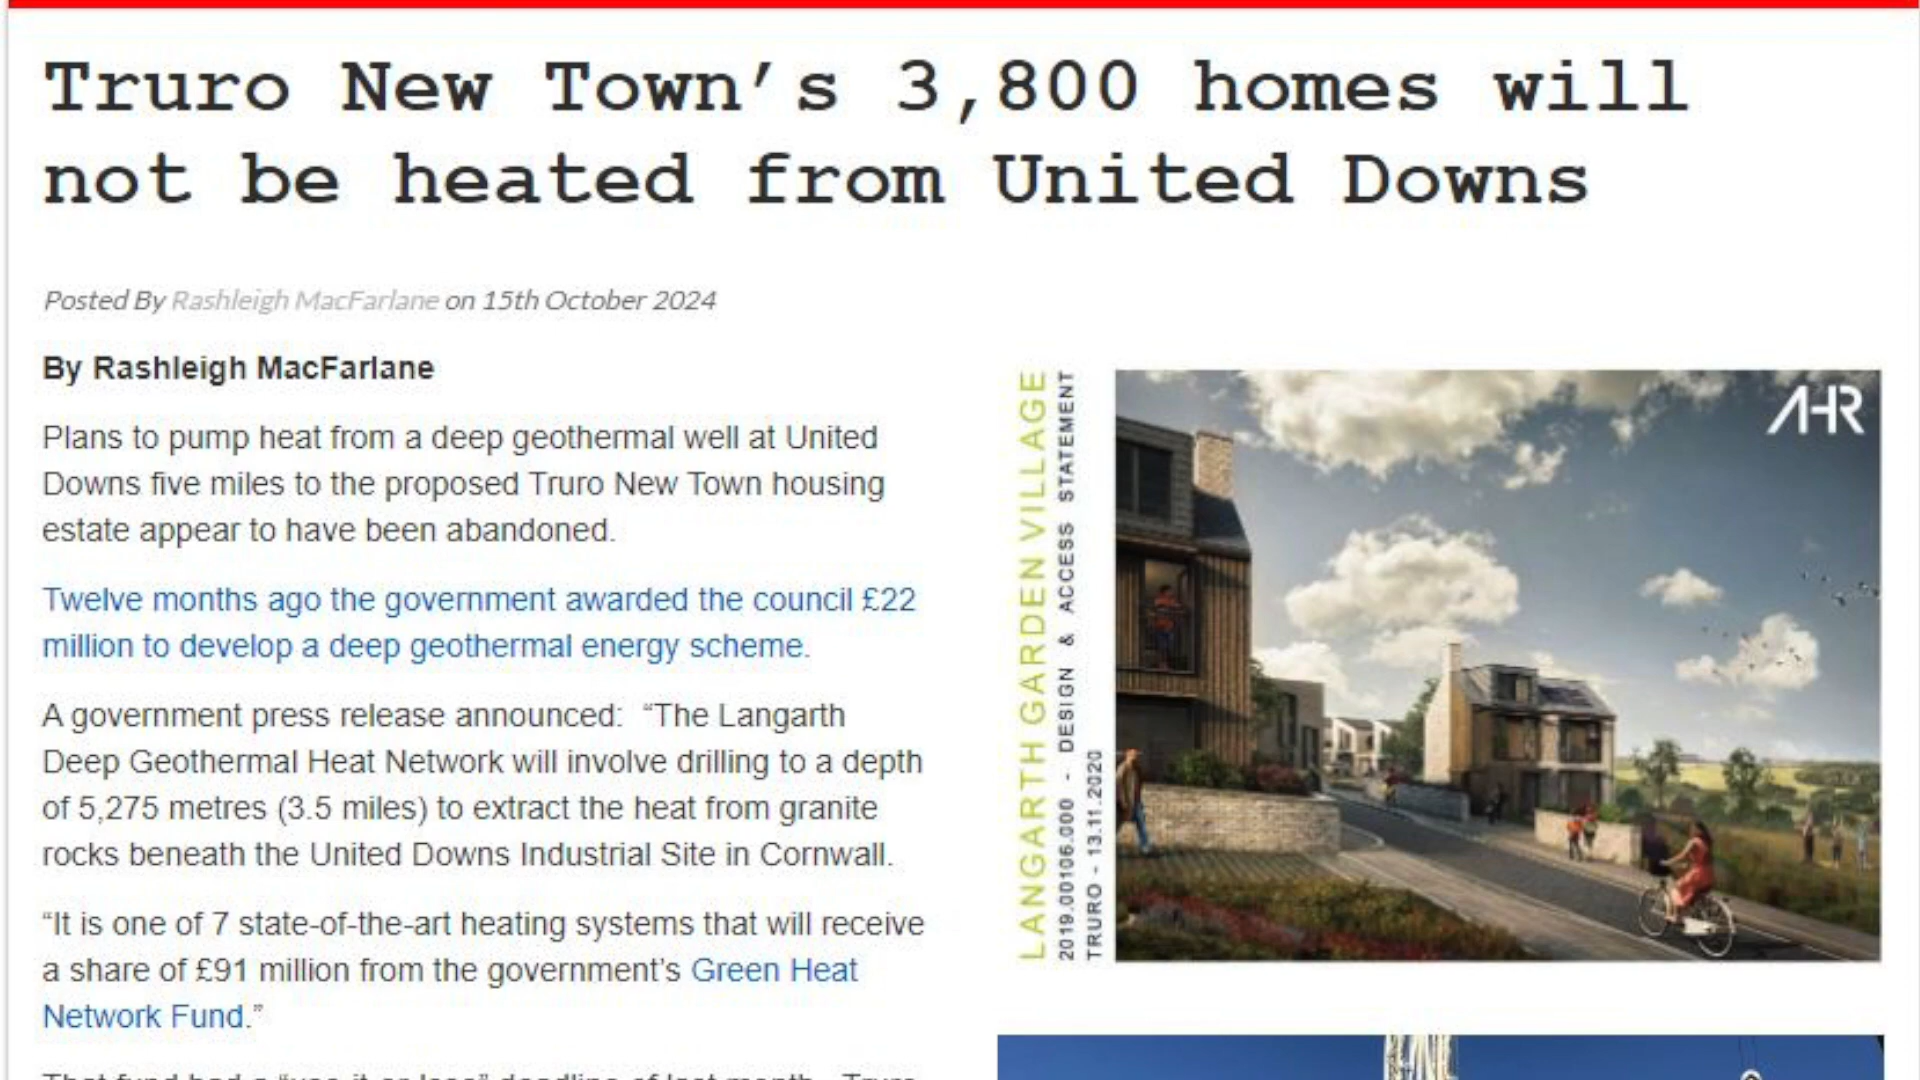 Truro New Town’s 3,800 homes will
not be heated from United Downs
Posted By Rashleigh MacFarlane on 15th October 2024
By Rashleigh MacFarlane
Plans to pump heat from a deep geothermal well at United
Downs five miles to the proposed Truro New Town housing
estate appear to have been abandoned.
Twelve months ago the government awarded the council £22
million to develop a deep geothermal energy scheme.
A government press release announced:  “The Langarth
Deep Geothermal Heat Network will involve drilling to a depth
of 5,275 metres (3.5 miles) to extract the heat from granite
rocks beneath the United Downs Industrial Site in Cornwall.
“It is one of 7 state-of-the-art heating systems that will receive
a share of £91 million from the government’s Green Heat
Network Fund.”
LANGARTH GARDEN VILLAGE
2019.00106.000 - DESIGN & ACCESS STATEMENT
TRURO - 13.11.2020
AHR